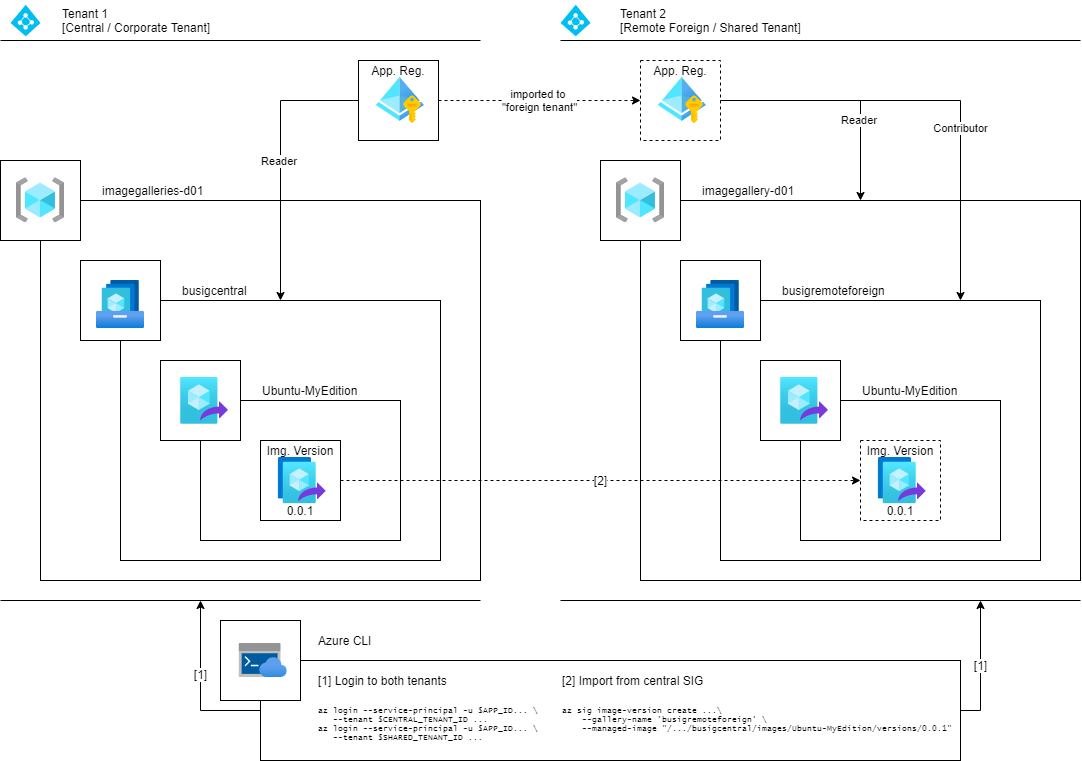 Tenant 1
[Central / Corporate Tenant]
Tenant 2
[Remote Foreign / Shared Tenant]
App. Reg.
imported to
"foreign tenant"
App. Reg.
Reader
Contributor
Reader
imagegalleries-d01
imagegallery-d01
busigcentral
busigremoteforeign
Ubuntu-MyEdition
Ubuntu-MyEdition
Img. Version
0.0.1
[2]
Img. Version
0.0.1
Azure CLI
[1]
[1]
[1] Login to both tenants
az login --service-principal -u $APP_ID... \
--tenant $CENTRAL_TENANT_ID ...
az login --service-principal -u $APP_ID... \
--tenant $SHARED_TENANT_ID ...
[2] Import from central SIG
az sig image-version create ...\
--gallery-name 'busigremoteforeign' \
--managed-image "/.../busigcentral/images/Ubuntu-MyEdition/versions/0.0.1"